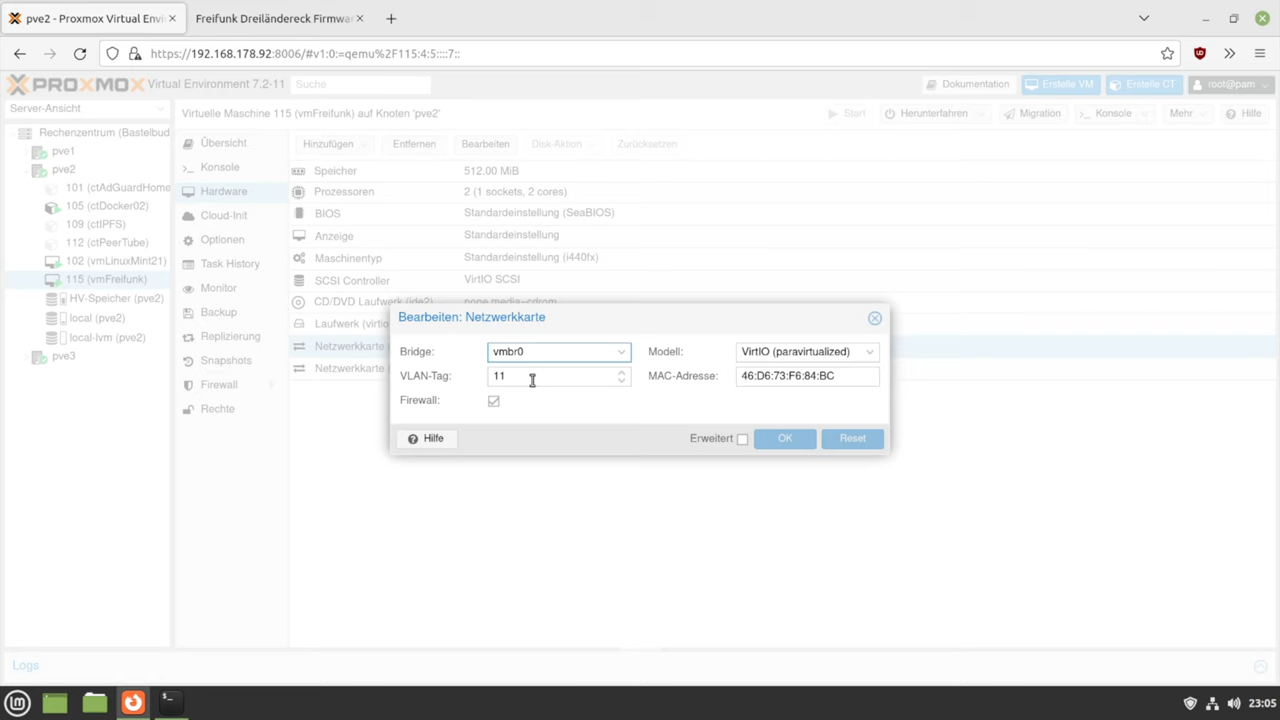 pve2 - Proxmox Virtual Envi
Freifunk Dreiländereck Firmwa
https://192.168.178.92:8006/#v1:0:=qemu%2F115:4:5::::7::
PROXMOX Virtual Environment 7.2-11
Suche
Dokumentation
Erstelle VM
Erstelle CT
root@pam
Server-Ansicht
Virtuelle Maschine 115 (vmFreifunk) auf Knoten 'pve2'
Start
Herunterfahren
Migration
Konsole
Mehr
Hilfe
Rechenzentrum (Bastelbud
pve1
pve2
101 (ctAdGuardHome
105 (ctDocker02)
109 (ctIPFS)
112 (ctPeerTube)
102 (vmLinuxMint21)
115 (vmFreifunk)
HV-Speicher (pve2)
local (pve2)
local-lvm (pve2)
pve3
Übersicht
Konsole
Hardware
Cloud-Init
Optionen
Task History
Monitor
Backup
Replizierung
Snapshots
Firewall
Rechte
Hinzufügen
Entfernen
Bearbeiten
Disk-Aktion
Zurücksetzen
Speicher 512.00 MiB
Prozessoren 2 (1 sockets, 2 cores)
BIOS Standardeinstellung (SeaBIOS)
Anzeige Standardeinstellung
Maschinentyp Standardeinstellung (i440fx)
SCSI Controller VirtIO SCSI
CD/DVD Laufwerk (ide2) none,media=cdrom
Laufwerk (virtio
Netzwerkkarte (
Netzwerkkarte (
Bearbeiten: Netzwerkkarte
Bridge: vmbr0
Modell: VirtIO (paravirtualized)
VLAN-Tag: 11
MAC-Adresse: 46:D6:73:F6:84:BC
Firewall:
Hilfe
Erweitert
OK
Reset
Logs
23:05